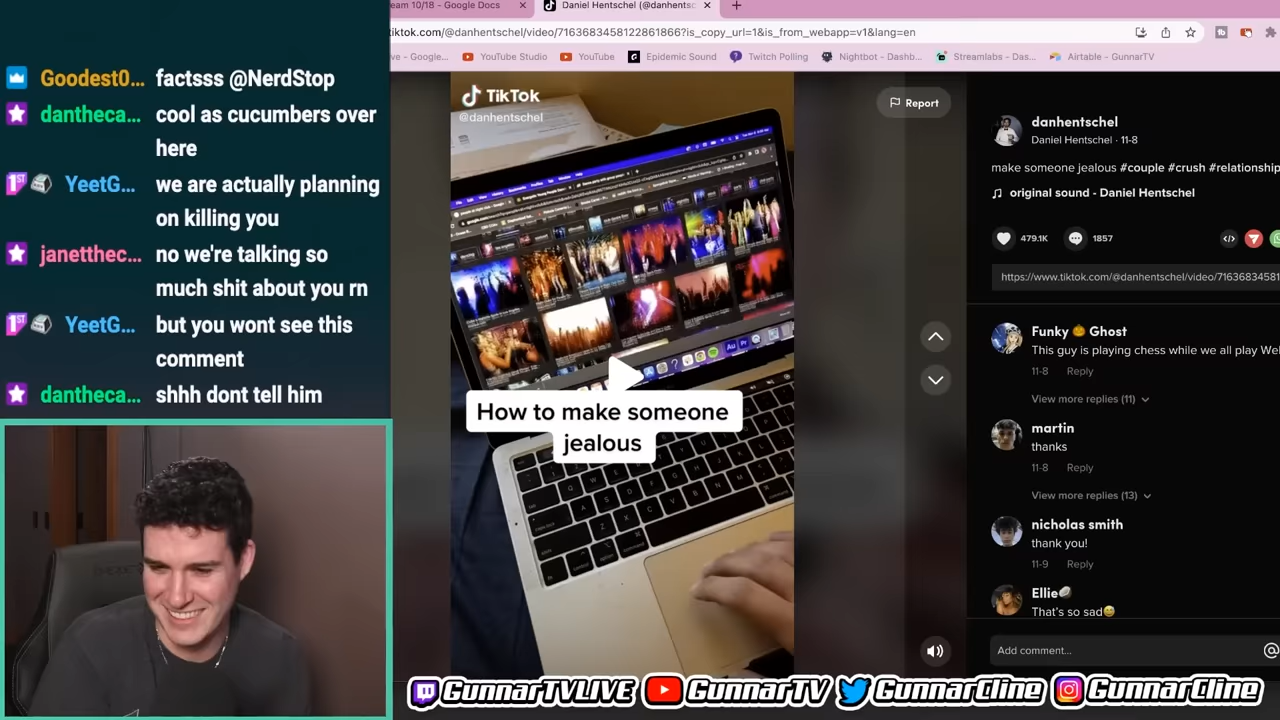 eam 10/18 - Google Docs
Daniel Hentschel (@danhentsc
iktok.com/@danhentschel/video/7163683458122861866?is_copy_url=1&is_from_webapp=v1&lang=en
ve - Google...
YouTube Studio
YouTube
Epidemic Sound
Twitch Polling
Nightbot - Dashb...
Streamlabs - Das...
Airtable - GunnarTV
Goodest0... factsss @NerdStop
dantheca... cool as cucumbers over
here
YeetG... we are actually planning
on killing you
janetthec... no we're talking so
much shit about you rn
YeetG... but you wont see this
comment
dantheca... shhh dont tell him
TikTok
@danhentschel
How to make someone
jealous
Report
danhentschel
Daniel Hentschel · 11-8
make someone jealous #couple #crush #relationship
original sound - Daniel Hentschel
479.1K
1857
https://www.tiktok.com/@danhentschel/video/71636834581
Funky 🎃 Ghost
This guy is playing chess while we all play We
11-8 Reply
View more replies (11)
martin
thanks
11-8 Reply
View more replies (13)
nicholas smith
thank you!
11-9 Reply
Ellie
That's so sad😅
Add comment...
GunnarTVLIVE
GunnarTV
GunnarCline
GunnarCline